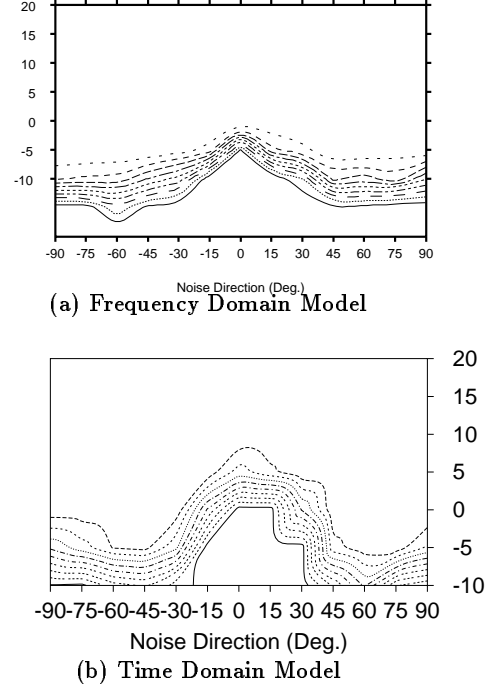 20
15
10
5
0
-5
-10
-90 -75 -60 -45 -30 -15 0 15 30 45 60 75 90
Noise Direction (Deg.)
(a) Frequency Domain Model
20
15
10
5
0
-5
-10
-90-75-60-45-30-15 0 15 30 45 60 75 90
Noise Direction (Deg.)
(b) Time Domain Model